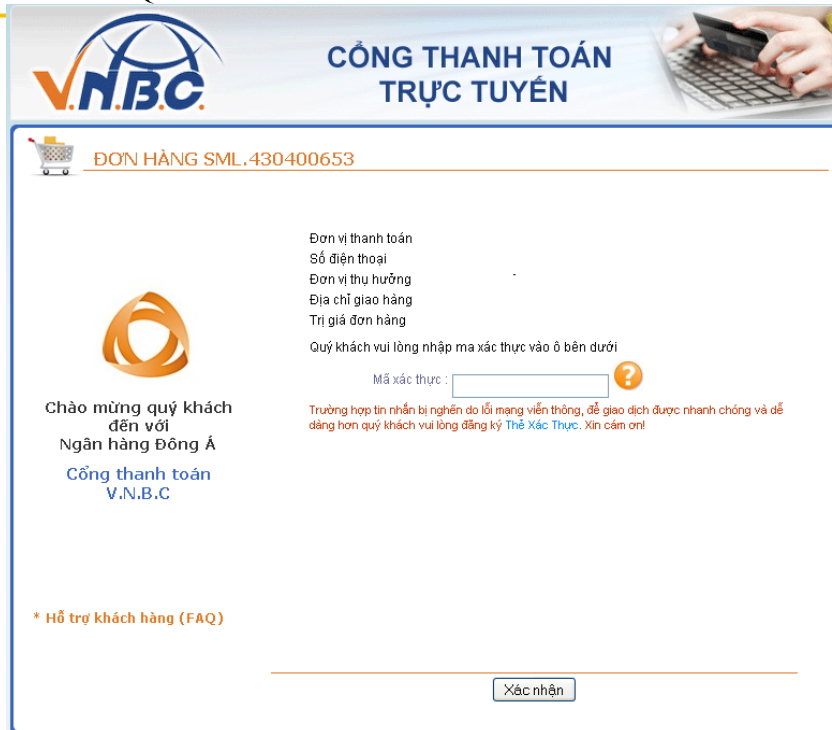 V.N.B.C.
CỔNG THANH TOÁN
TRỰC TUYẾN
ĐƠN HÀNG SML.430400653
Đơn vị thanh toán
Số điện thoại
Đơn vị thụ hưởng
Địa chỉ giao hàng
Trị giá đơn hàng
Quý khách vui lòng nhập ma xác thực vào ô bên dưới
Mã xác thực :
?
Trường hợp tin nhắn bị nghẽn do lỗi mạng viễn thông, để giao dịch được nhanh chóng và dễ
dàng hơn quý khách vui lòng đăng ký Thẻ Xác Thực. Xin cám ơn!
Chào mừng quý khách
đến với
Ngân hàng Đông Á
Cổng thanh toán
V.N.B.C
* Hỗ trợ khách hàng (FAQ)
Xác nhận